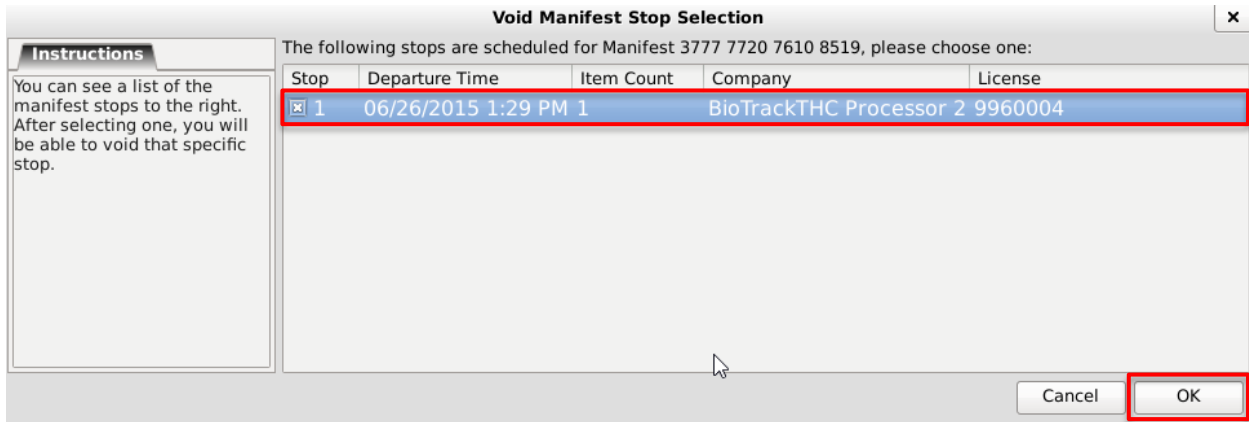 Void Manifest Stop Selection
x
Instructions
You can see a list of the
manifest stops to the right.
After selecting one, you will
be able to void that specific
stop.
The following stops are scheduled for Manifest 3777 7720 7610 8519, please choose one:
Stop Departure Time Item Count Company License
1 06/26/2015 1:29 PM 1 BioTrackTHC Processor 2 9960004
Cancel OK